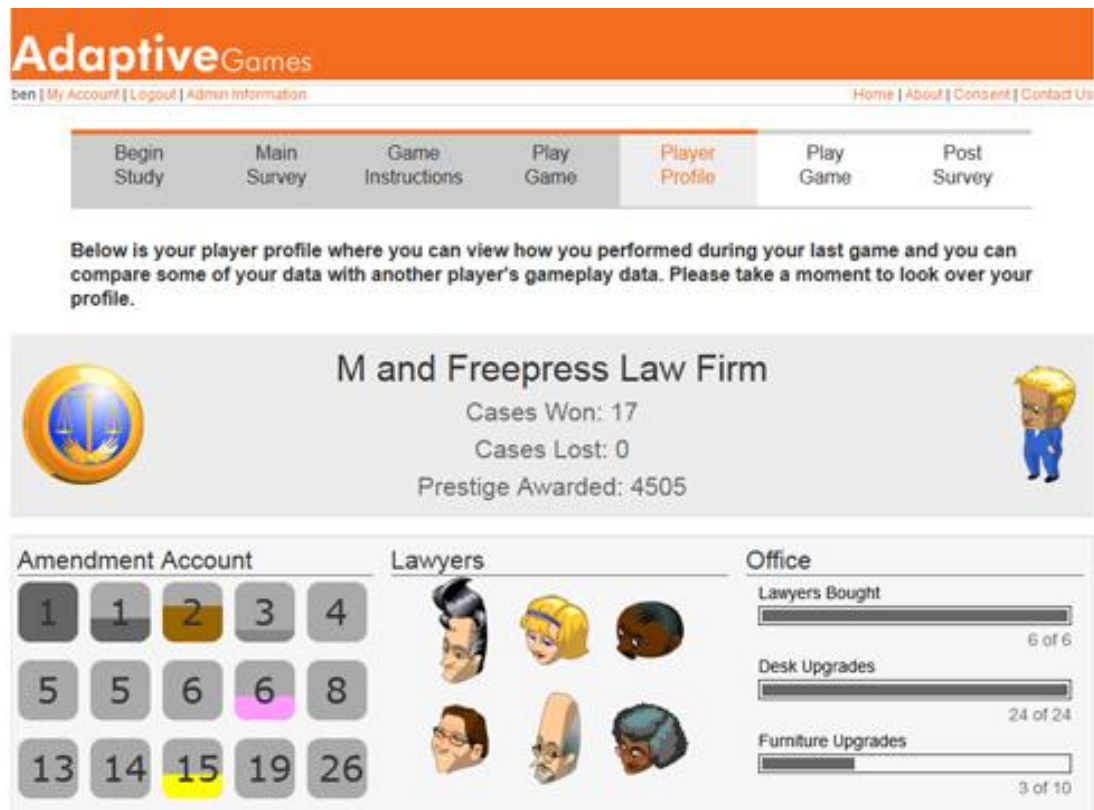 AdaptiveGames
ben | My Account | Logout | Admin Information
Home | About | Consent | Contact Us
Begin Study
Main Survey
Game Instructions
Play Game
Player Profile
Play Game
Post Survey
Below is your player profile where you can view how you performed during your last game and you can
compare some of your data with another player's gameplay data. Please take a moment to look over your
profile.
M and Freepress Law Firm
Cases Won: 17
Cases Lost: 0
Prestige Awarded: 4505
Amendment Account
1 1 2 3 4
5 5 6 6 8
13 14 15 19 26
Lawyers
Office
Lawyers Bought
6 of 6
Desk Upgrades
24 of 24
Furniture Upgrades
3 of 10